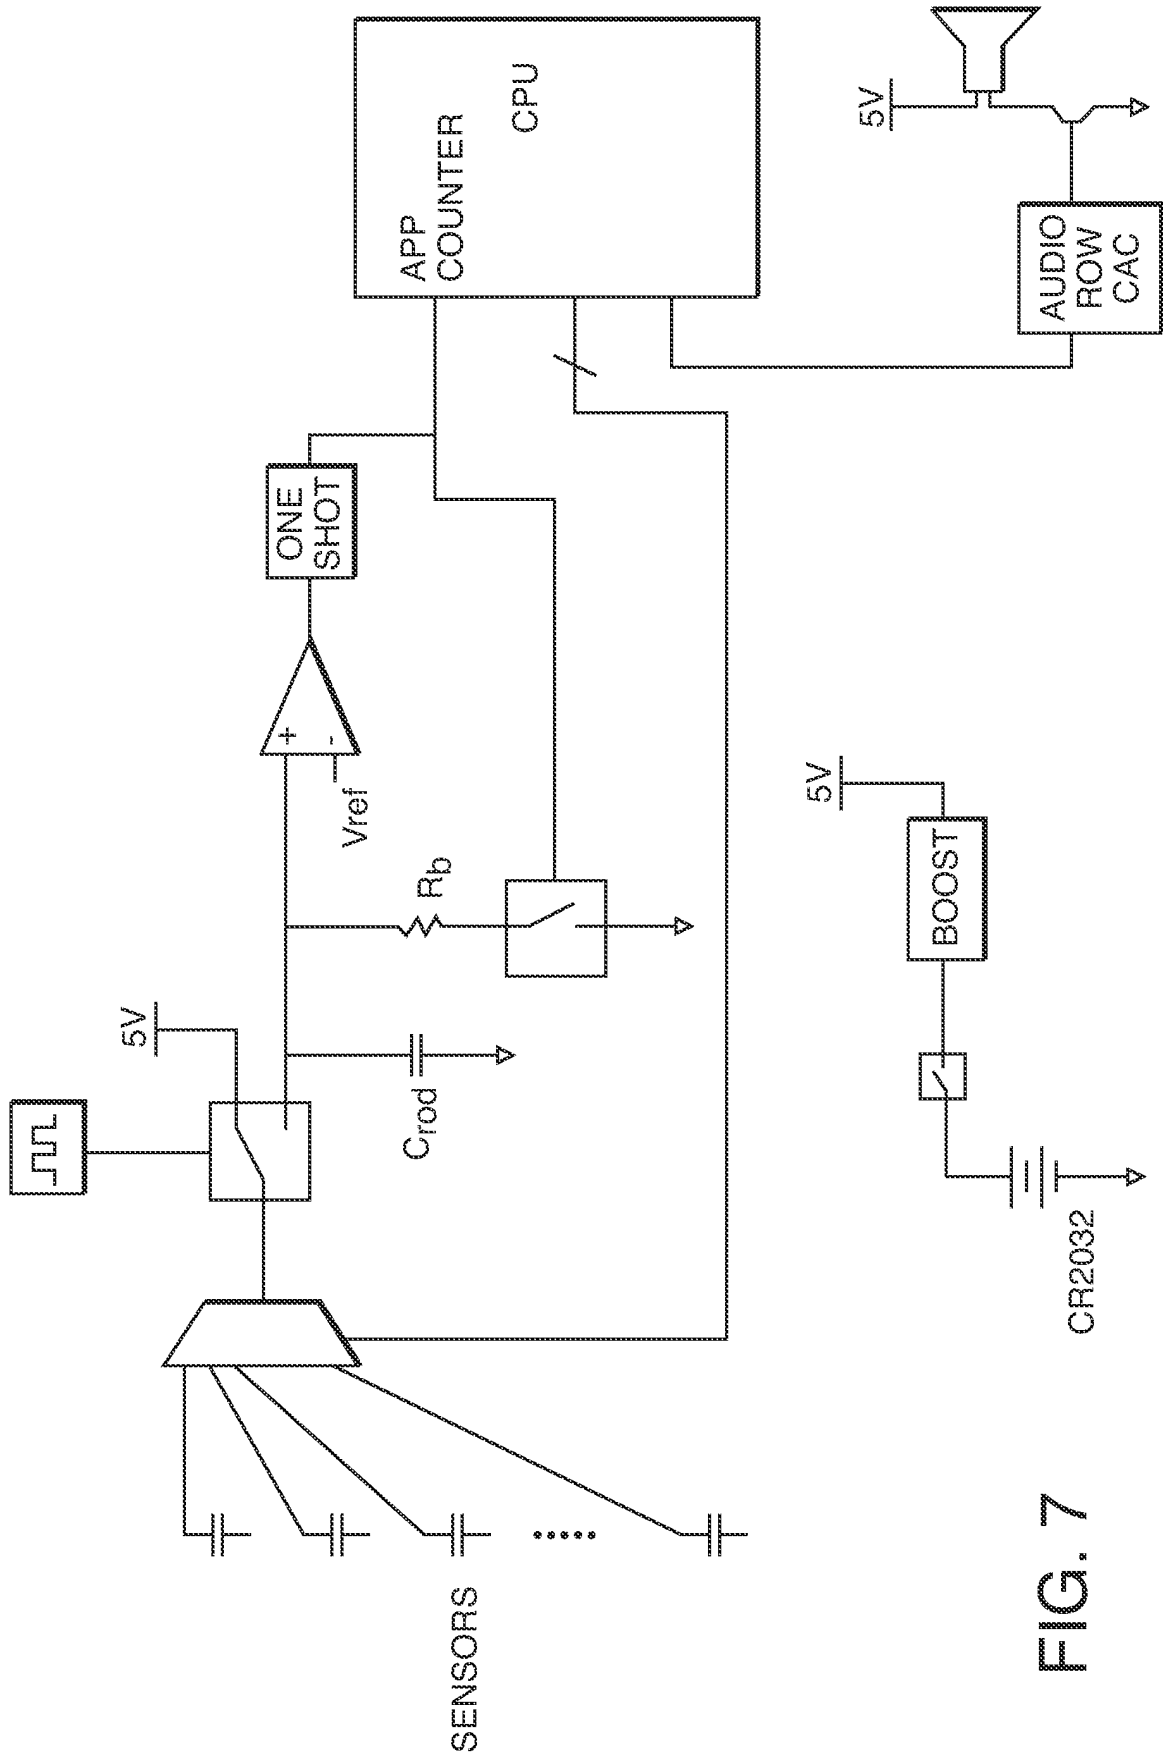 5V
ONE
SHOT
APP
COUNTER
CPU
+
-
Vref
Rb
Crod
SENSORS
5V
BOOST
CR2032
5V
AUDIO
ROW
CAC
FIG. 7